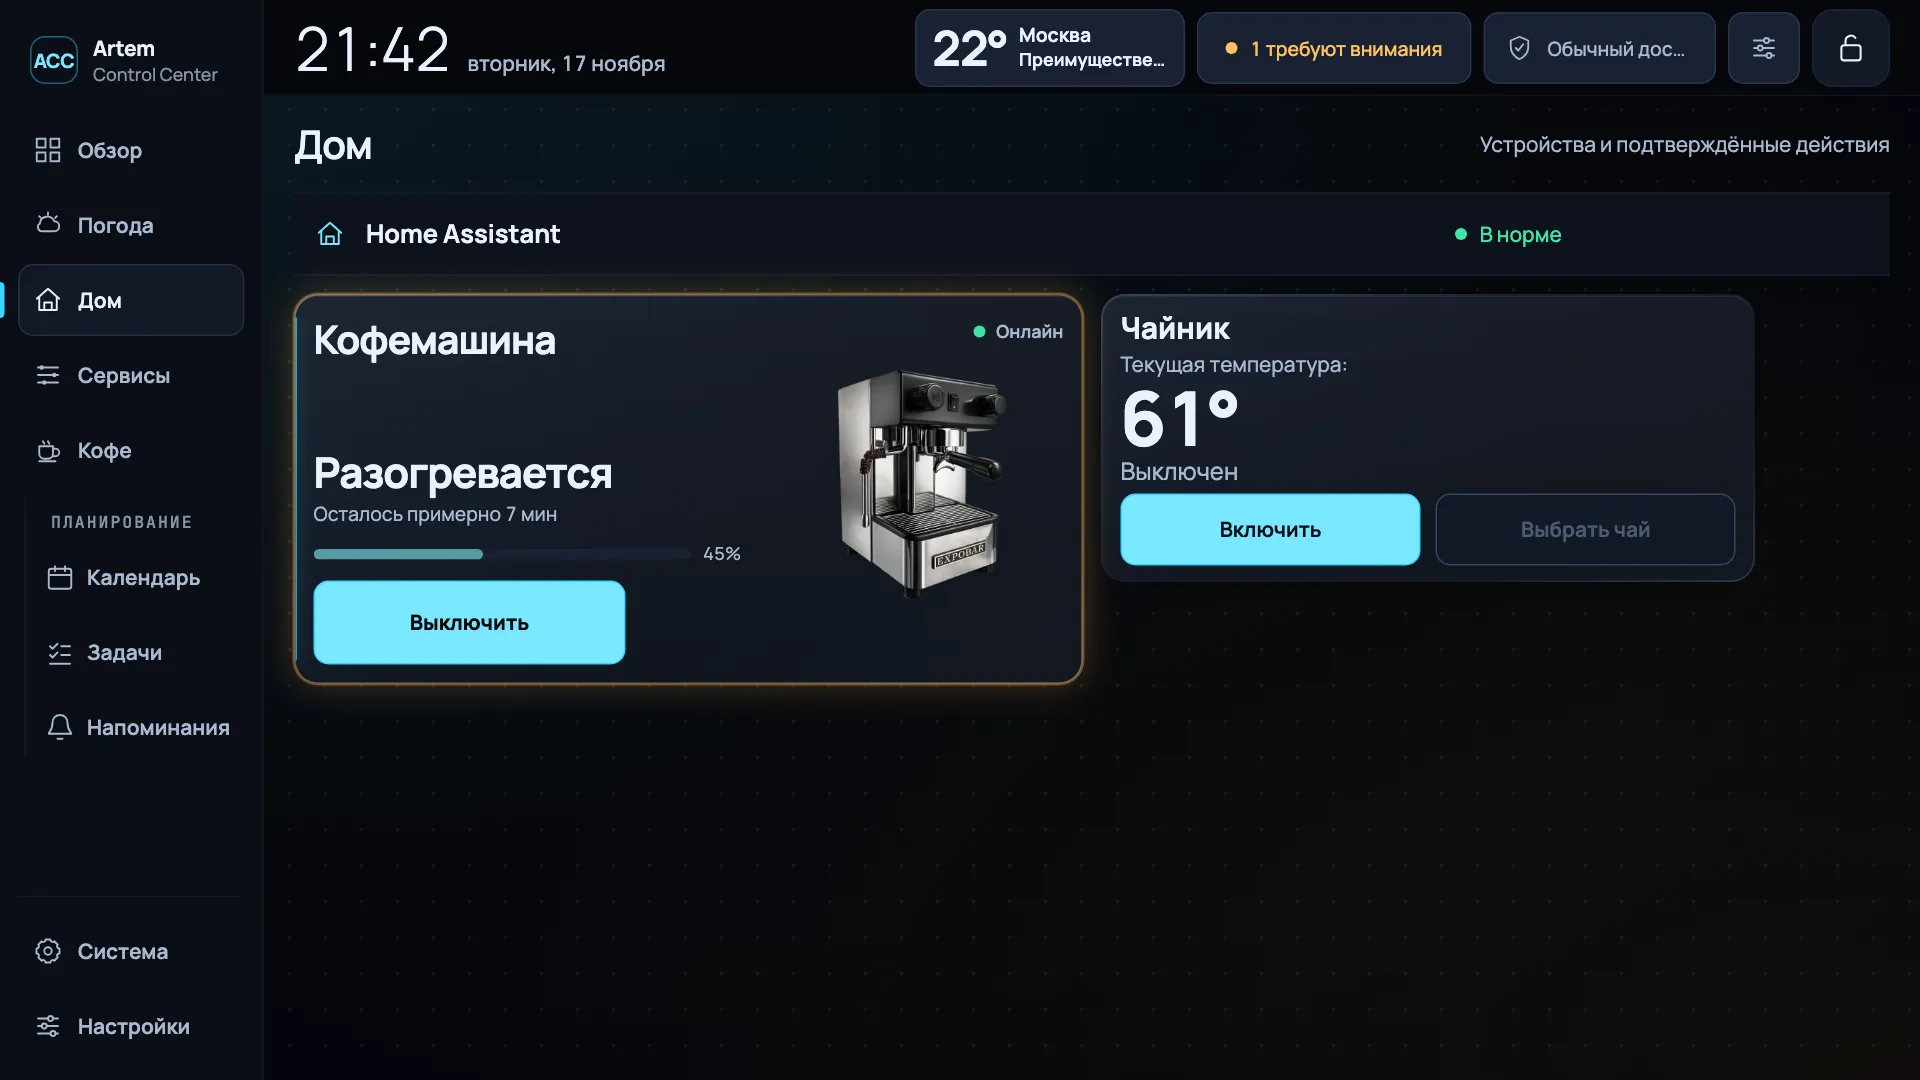 ACC
Artem
Control Center
21:42
вторник, 17 ноября
22°
Москва
Преимуществе...
1 требуют внимания
Обычный дос...
Обзор
Погода
Дом
Сервисы
Кофе
ПЛАНИРОВАНИЕ
Календарь
Задачи
Напоминания
Система
Настройки
Дом
Устройства и подтверждённые действия
Home Assistant
В норме
Кофемашина
Онлайн
Разогревается
Осталось примерно 7 мин
45%
EXPOBAR
Выключить
Чайник
Текущая температура:
61°
Выключен
Включить
Выбрать чай